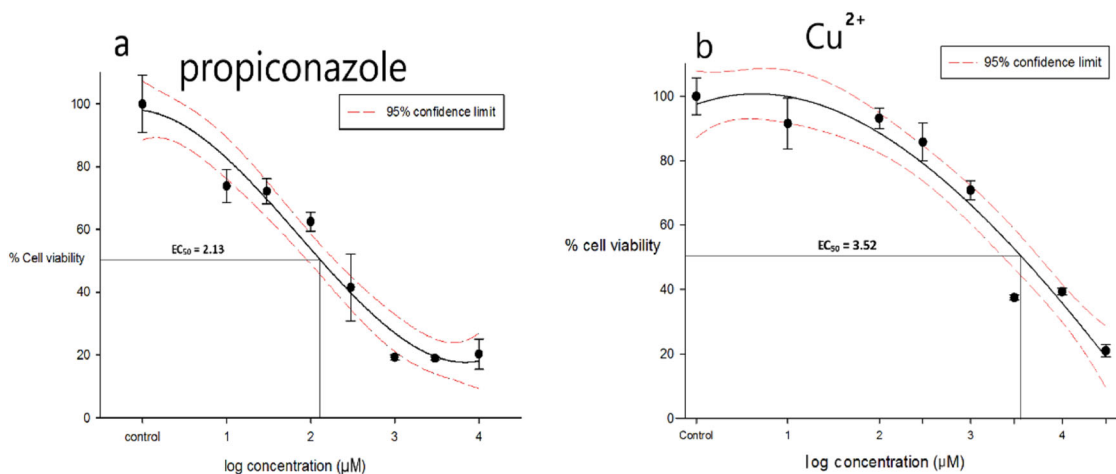 a
propiconazole
95% confidence limit
100
80
60
% Cell viability
EC₅₀ = 2.13
40
20
0
control
1
2
3
4
log concentration (µM)
b
Cu²⁺
95% confidence limit
100
80
60
% cell viability
EC₅₀ = 3.52
40
20
0
Control
1
2
3
4
log concentration (µM)